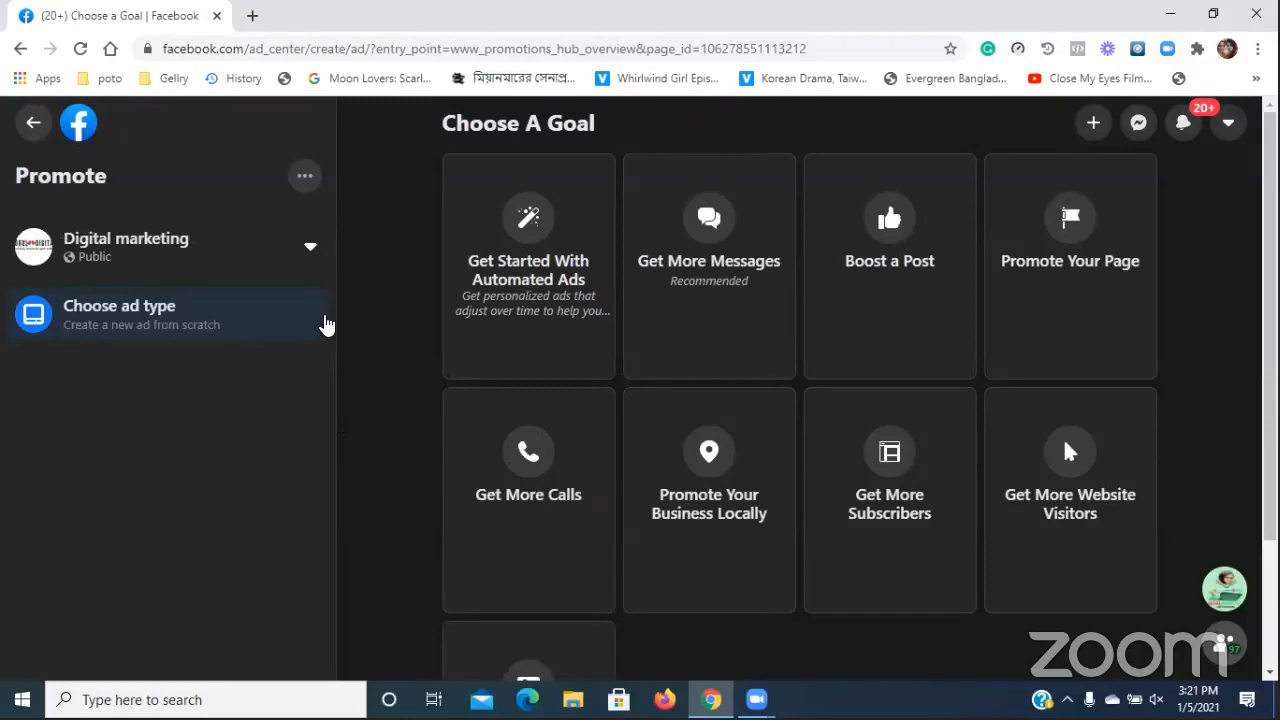 (20+) Choose a Goal | Facebook
facebook.com/ad_center/create/ad/?entry_point=www_promotions_hub_overview&page_id=106278551113212
Apps
poto
Gellry
History
Moon Lovers: Scarl...
মিয়ানমারের সেনাপ্র...
Whirlwind Girl Epis...
Korean Drama, Taiw...
Evergreen Banglad...
Close My Eyes Film...
»
Choose A Goal
20+
Promote
Digital marketing
Public
Choose ad type
Create a new ad from scratch
Get Started With
Automated Ads
Get personalized ads that
adjust over time to help you...
Get More Messages
Recommended
Boost a Post
Promote Your Page
Get More Calls
Promote Your
Business Locally
Get More
Subscribers
Get More Website
Visitors
97
zoom
Type here to search
3:21 PM
1/5/2021